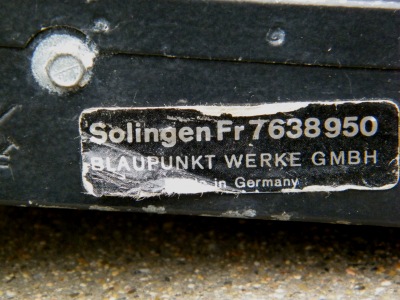 Solingen Fr 7638950
BLAUPUNKT WERKE GMBH
in Germany